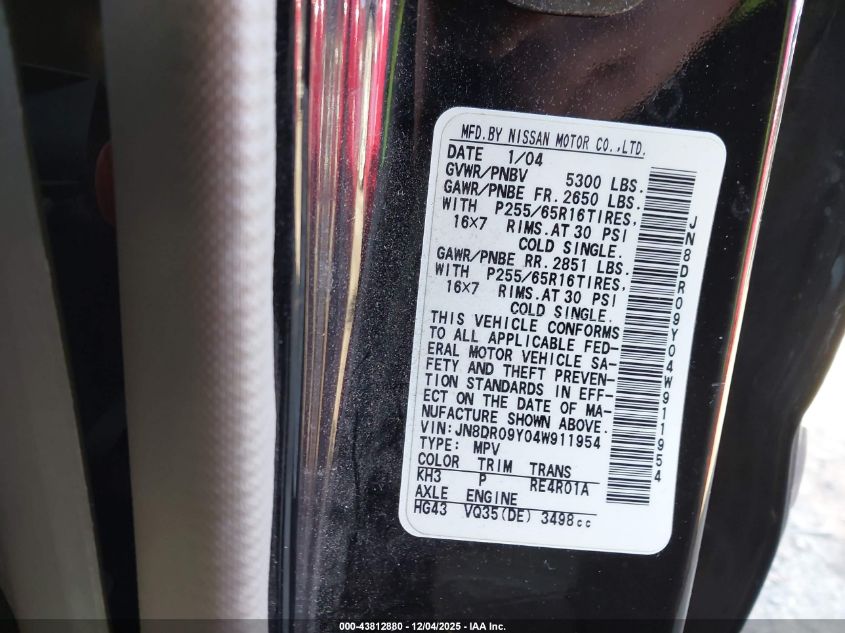 MFD.BY NISSAN MOTOR CO.,LTD.
DATE 1/04
GVWR/PNBV 5300 LBS.
GAWR/PNBE FR. 2650 LBS.
WITH P255/65R16TIRES,
16×7 RIMS.AT 30 PSI
COLD SINGLE.
GAWR/PNBE RR. 2851 LBS.
WITH P255/65R16TIRES,
16×7 RIMS.AT 30 PSI
COLD SINGLE.
THIS VEHICLE CONFORMS
TO ALL APPLICABLE FED-
ERAL MOTOR VEHICLE SA-
FETY AND THEFT PREVEN-
TION STANDARDS IN EFF-
ECT ON THE DATE OF MA-
NUFACTURE SHOWN ABOVE.
VIN:JN8DR09Y04W911954
TYPE: MPV
COLOR TRIM TRANS
KH3 P RE4R01A
AXLE ENGINE
HG43 VQ35(DE) 3498cc
JN8DR09Y04W911954
000-43812880 - 12/04/2025 - IAA Inc.